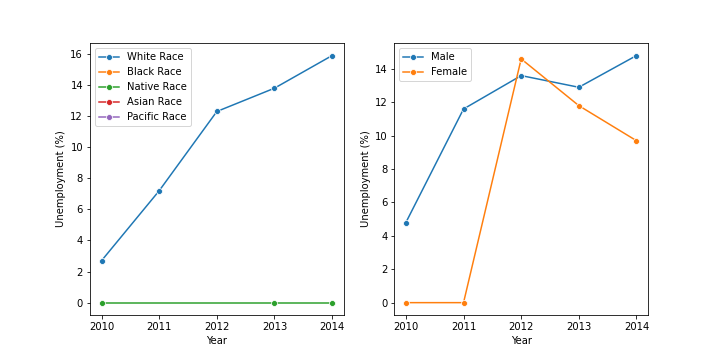 White Race
Black Race
Native Race
Asian Race
Pacific Race
16
14
12
10
8
6
4
2
0
Unemployment (%)
2010 2011 2012 2013 2014
Year
Male
Female
14
12
10
8
6
4
2
0
Unemployment (%)
2010 2011 2012 2013 2014
Year